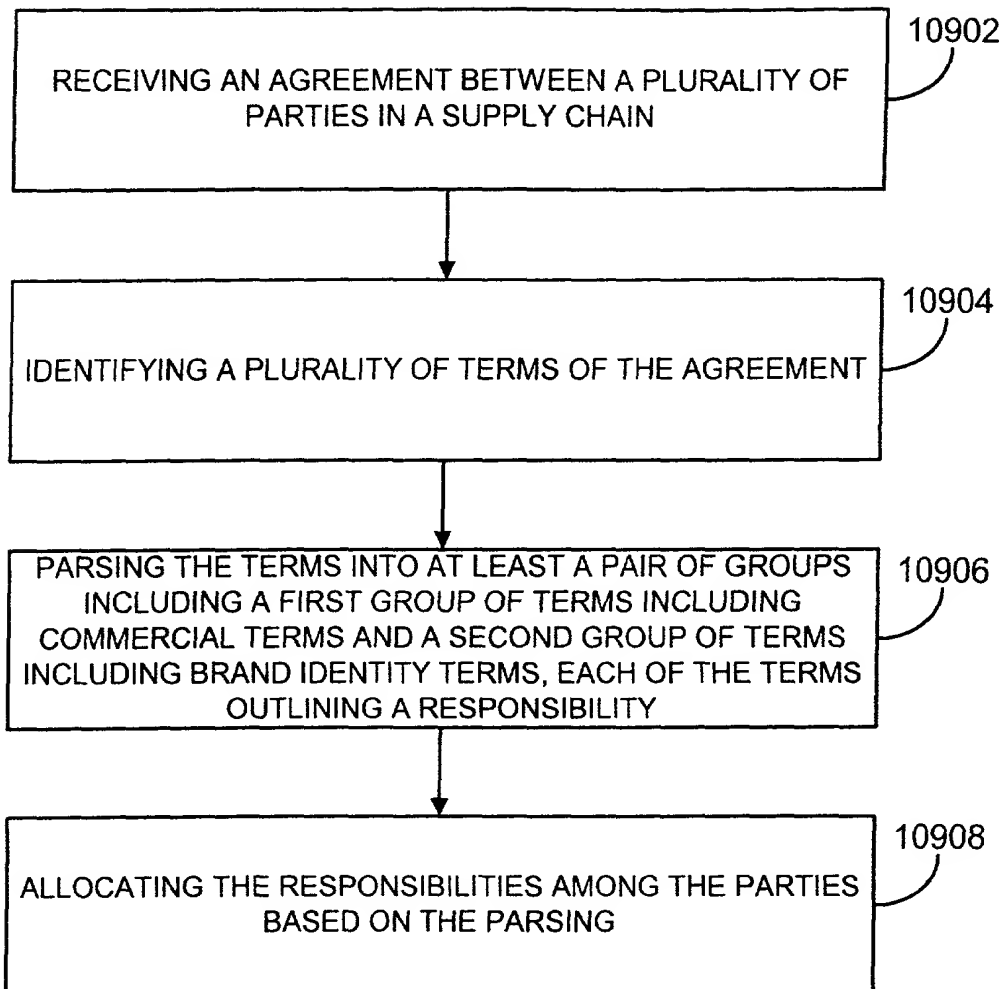 10902
RECEIVING AN AGREEMENT BETWEEN A PLURALITY OF
PARTIES IN A SUPPLY CHAIN
10904
IDENTIFYING A PLURALITY OF TERMS OF THE AGREEMENT
10906
PARSING THE TERMS INTO AT LEAST A PAIR OF GROUPS
INCLUDING A FIRST GROUP OF TERMS INCLUDING
COMMERCIAL TERMS AND A SECOND GROUP OF TERMS
INCLUDING BRAND IDENTITY TERMS, EACH OF THE TERMS
OUTLINING A RESPONSIBILITY
10908
ALLOCATING THE RESPONSIBILITIES AMONG THE PARTIES
BASED ON THE PARSING